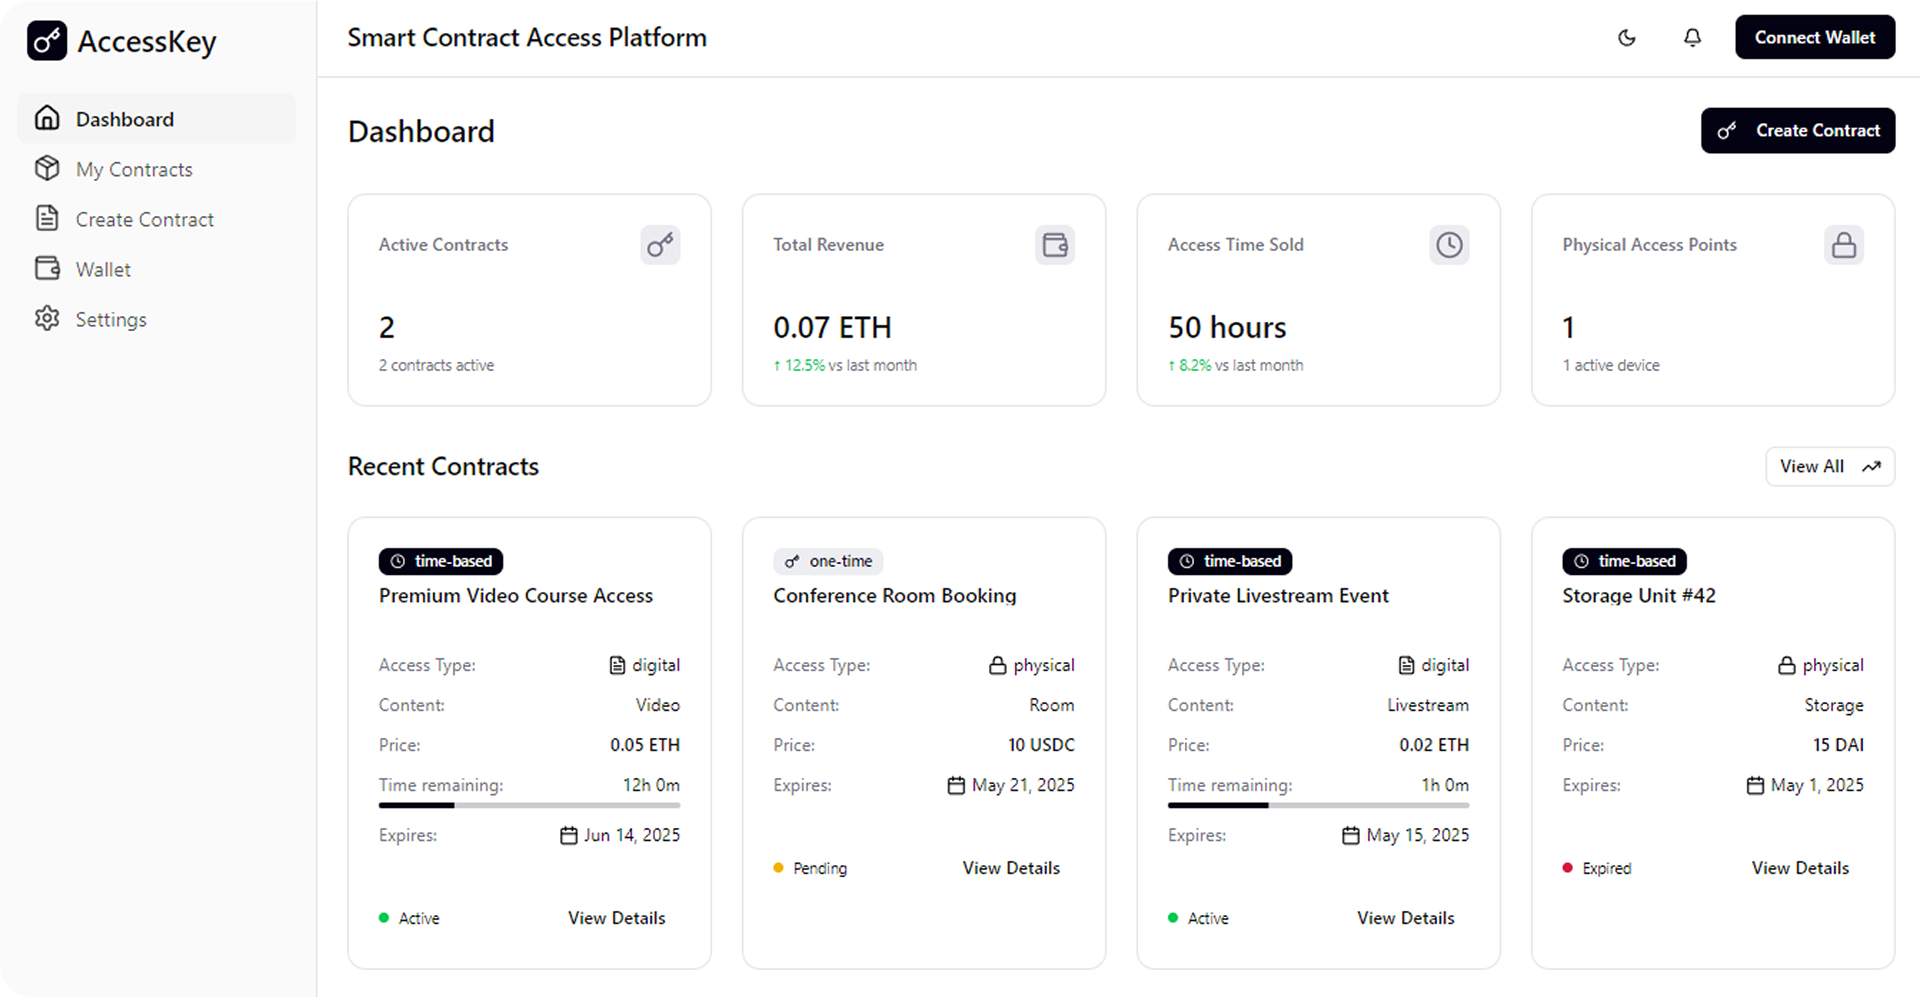 AccessKey
Smart Contract Access Platform
Connect Wallet
Dashboard
My Contracts
Create Contract
Wallet
Settings
Dashboard
Create Contract
Active Contracts
2
2 contracts active
Total Revenue
0.07 ETH
↑ 12.5% vs last month
Access Time Sold
50 hours
↑ 8.2% vs last month
Physical Access Points
1
1 active device
Recent Contracts
View All
time-based
Premium Video Course Access
Access Type: digital
Content: Video
Price: 0.05 ETH
Time remaining: 12h 0m
Expires: Jun 14, 2025
Active View Details
one-time
Conference Room Booking
Access Type: physical
Content: Room
Price: 10 USDC
Expires: May 21, 2025
Pending View Details
time-based
Private Livestream Event
Access Type: digital
Content: Livestream
Price: 0.02 ETH
Time remaining: 1h 0m
Expires: May 15, 2025
Active View Details
time-based
Storage Unit #42
Access Type: physical
Content: Storage
Price: 15 DAI
Expires: May 1, 2025
Expired View Details